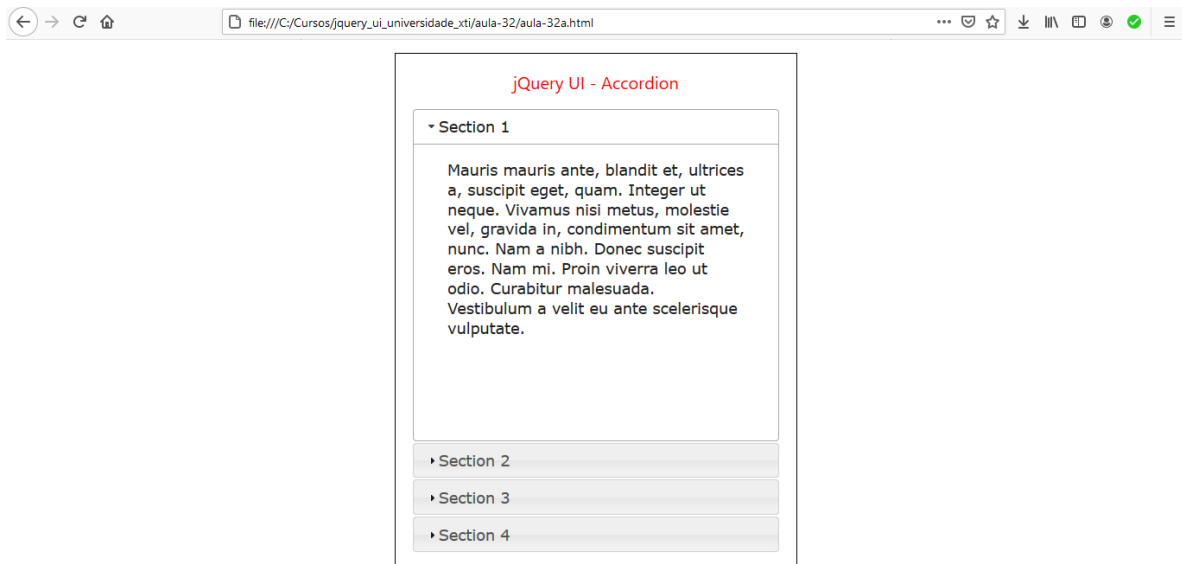 file:///C:/Cursos/jquery_ui_universidade_xti/aula-32/aula-32a.html
jQuery UI - Accordion
Section 1
Mauris mauris ante, blandit et, ultrices
a, suscipit eget, quam. Integer ut
neque. Vivamus nisi metus, molestie
vel, gravida in, condimentum sit amet,
nunc. Nam a nibh. Donec suscipit
eros. Nam mi. Proin viverra leo ut
odio. Curabitur malesuada.
Vestibulum a velit eu ante scelerisque
vulputate.
Section 2
Section 3
Section 4